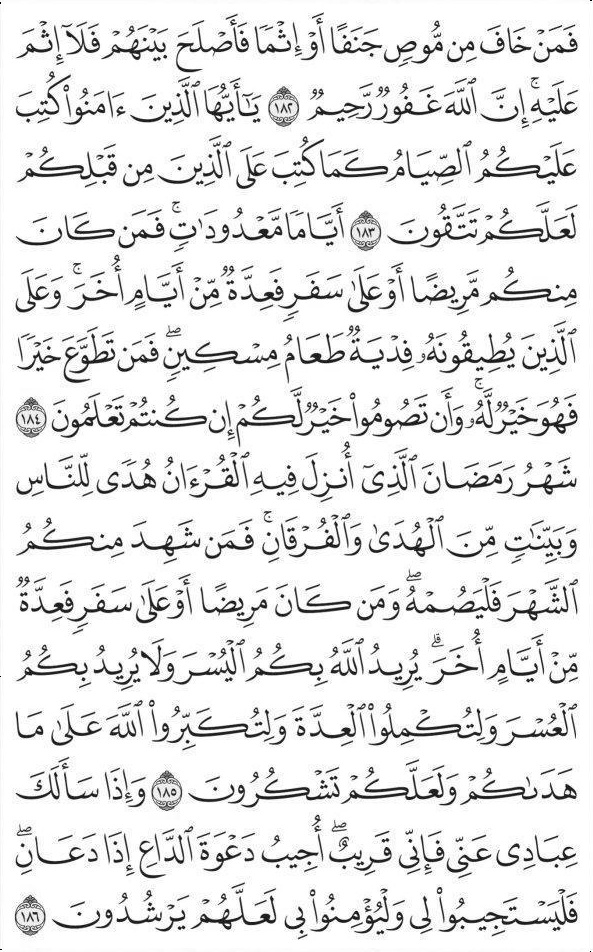 فَمَنْ خَافَ مِن مُّوصٍ جَنَفًا أَوْ إِثْمًا فَأَصْلَحَ بَيْنَهُمْ فَلَآ إِثْمَ
عَلَيْهِ ۚ إِنَّ ٱللَّهَ غَفُورٌ رَّحِيمٌ ١٨٢ يَـٰٓأَيُّهَا ٱلَّذِينَ ءَامَنُوا۟ كُتِبَ
عَلَيْكُمُ ٱلصِّيَامُ كَمَا كُتِبَ عَلَى ٱلَّذِينَ مِن قَبْلِكُمْ
لَعَلَّكُمْ تَتَّقُونَ ١٨٣ أَيَّامًا مَّعْدُودَٰتٍ ۚ فَمَن كَانَ
مِنكُم مَّرِيضًا أَوْ عَلَىٰ سَفَرٍ فَعِدَّةٌ مِّنْ أَيَّامٍ أُخَرَ ۚ وَعَلَى
ٱلَّذِينَ يُطِيقُونَهُۥ فِدْيَةٌ طَعَامُ مِسْكِينٍ ۖ فَمَن تَطَوَّعَ خَيْرًا
فَهُوَ خَيْرٌ لَّهُۥ ۚ وَأَن تَصُومُوا۟ خَيْرٌ لَّكُمْ إِن كُنتُمْ تَعْلَمُونَ ١٨٤
شَهْرُ رَمَضَانَ ٱلَّذِىٓ أُنزِلَ فِيهِ ٱلْقُرْءَانُ هُدًى لِّلنَّاسِ
وَبَيِّنَـٰتٍ مِّنَ ٱلْهُدَىٰ وَٱلْفُرْقَانِ ۚ فَمَن شَهِدَ مِنكُمُ
ٱلشَّهْرَ فَلْيَصُمْهُ ۖ وَمَن كَانَ مَرِيضًا أَوْ عَلَىٰ سَفَرٍ فَعِدَّةٌ
مِّنْ أَيَّامٍ أُخَرَ ۗ يُرِيدُ ٱللَّهُ بِكُمُ ٱلْيُسْرَ وَلَا يُرِيدُ بِكُمُ
ٱلْعُسْرَ وَلِتُكْمِلُوا۟ ٱلْعِدَّةَ وَلِتُكَبِّرُوا۟ ٱللَّهَ عَلَىٰ مَا
هَدَىٰكُمْ وَلَعَلَّكُمْ تَشْكُرُونَ ١٨٥ وَإِذَا سَأَلَكَ
عِبَادِى عَنِّى فَإِنِّى قَرِيبٌ ۖ أُجِيبُ دَعْوَةَ ٱلدَّاعِ إِذَا دَعَانِ ۖ
فَلْيَسْتَجِيبُوا۟ لِى وَلْيُؤْمِنُوا۟ بِى لَعَلَّهُمْ يَرْشُدُونَ ١٨٦